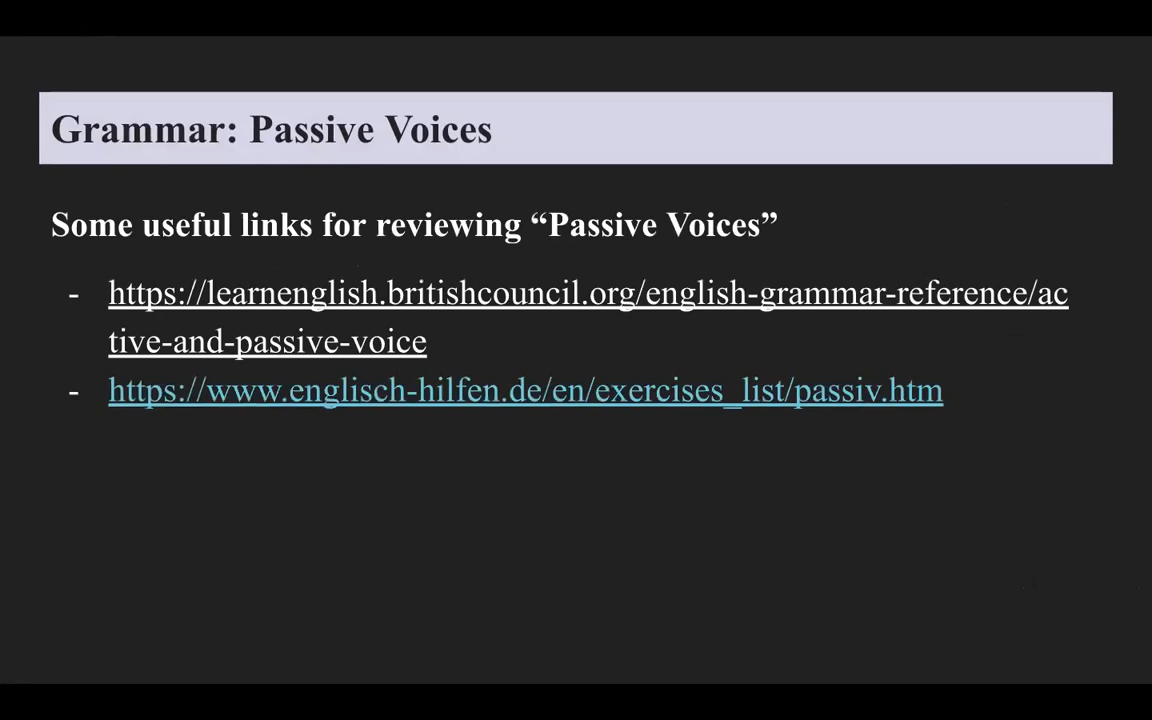 Grammar: Passive Voices
Some useful links for reviewing “Passive Voices”
- https://learnenglish.britishcouncil.org/english-grammar-reference/ac
tive-and-passive-voice
- https://www.englisch-hilfen.de/en/exercises_list/passiv.htm